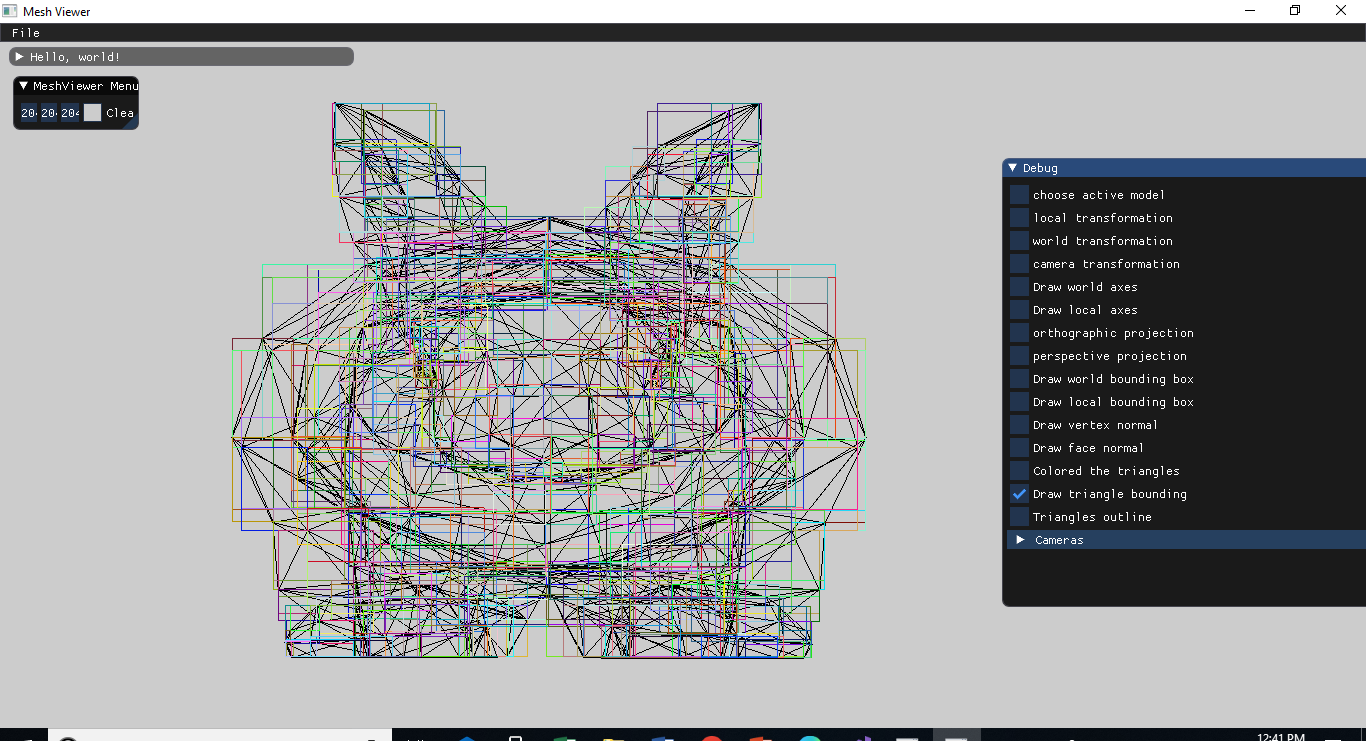 Mesh Viewer
File
Hello, world!
MeshViewer Menu
204 204 204 Clea
Debug
choose active model
local transformation
world transformation
camera transformation
Draw world axes
Draw local axes
orthographic projection
perspective projection
Draw world bounding box
Draw local bounding box
Draw vertex normal
Draw face normal
Colored the triangles
Draw triangle bounding
Triangles outline
Cameras
12:41 PM